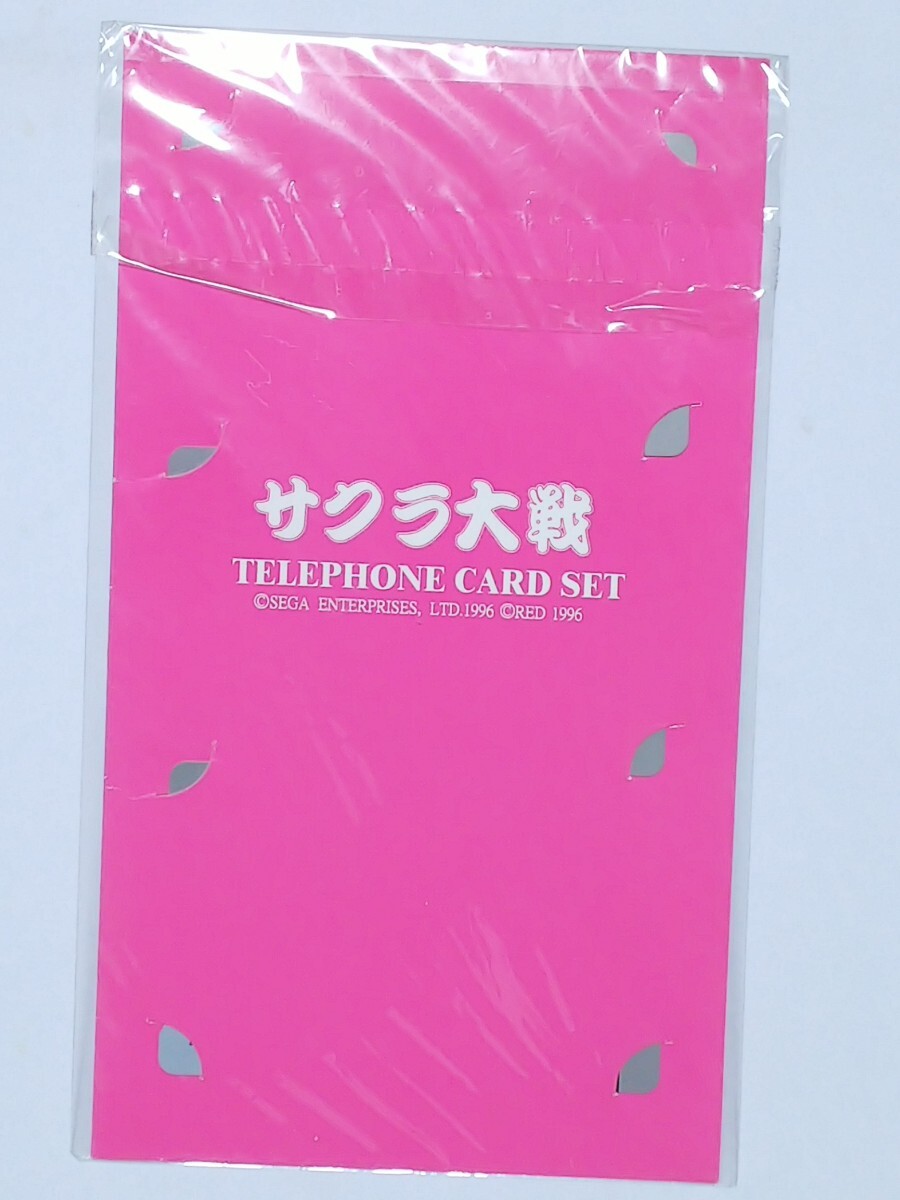 サクラ大戦
TELEPHONE CARD SET
©SEGA ENTERPRISES, LTD.1996 ©RED 1996